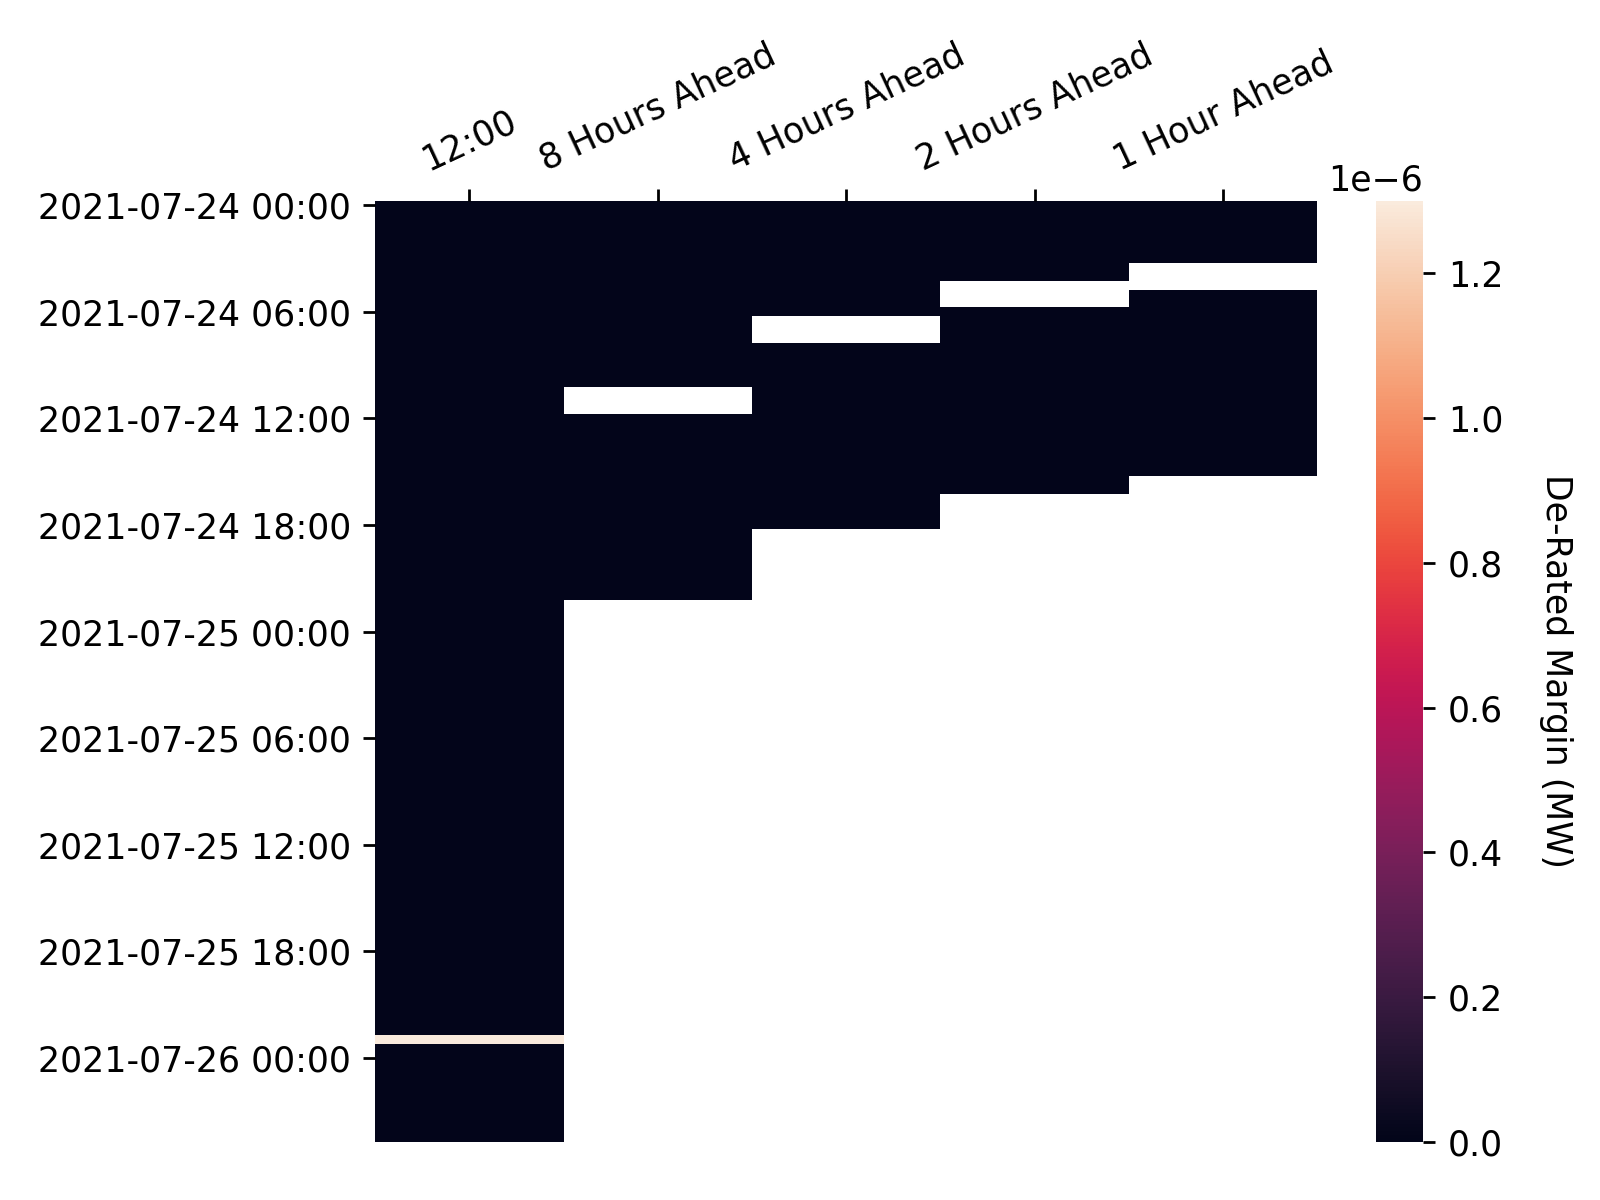 12:00
8 Hours Ahead
4 Hours Ahead
2 Hours Ahead
1 Hour Ahead
1e−6
2021-07-24 00:00
2021-07-24 06:00
2021-07-24 12:00
2021-07-24 18:00
2021-07-25 00:00
2021-07-25 06:00
2021-07-25 12:00
2021-07-25 18:00
2021-07-26 00:00
1.2
1.0
0.8
0.6
0.4
0.2
0.0
De-Rated Margin (MW)